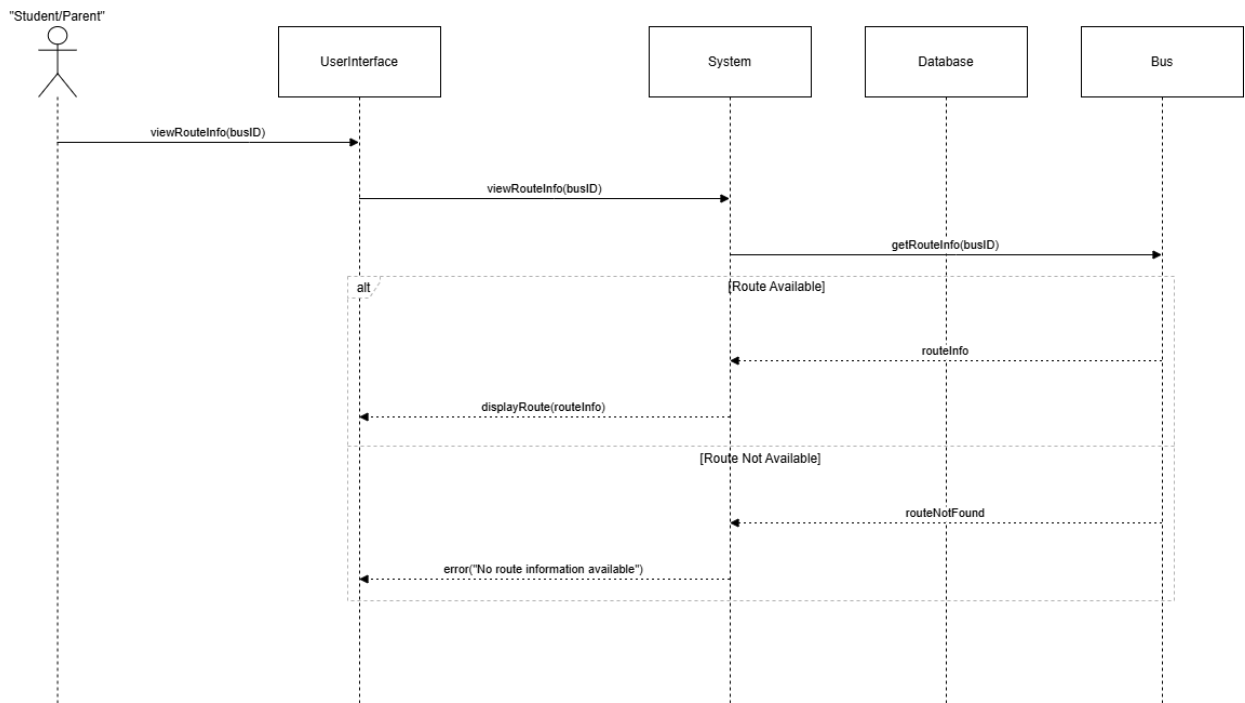 "Student/Parent"
UserInterface
System
Database
Bus
viewRouteInfo(busID)
viewRouteInfo(busID)
getRouteInfo(busID)
alt
[Route Available]
routeInfo
displayRoute(routeInfo)
[Route Not Available]
routeNotFound
error("No route information available")